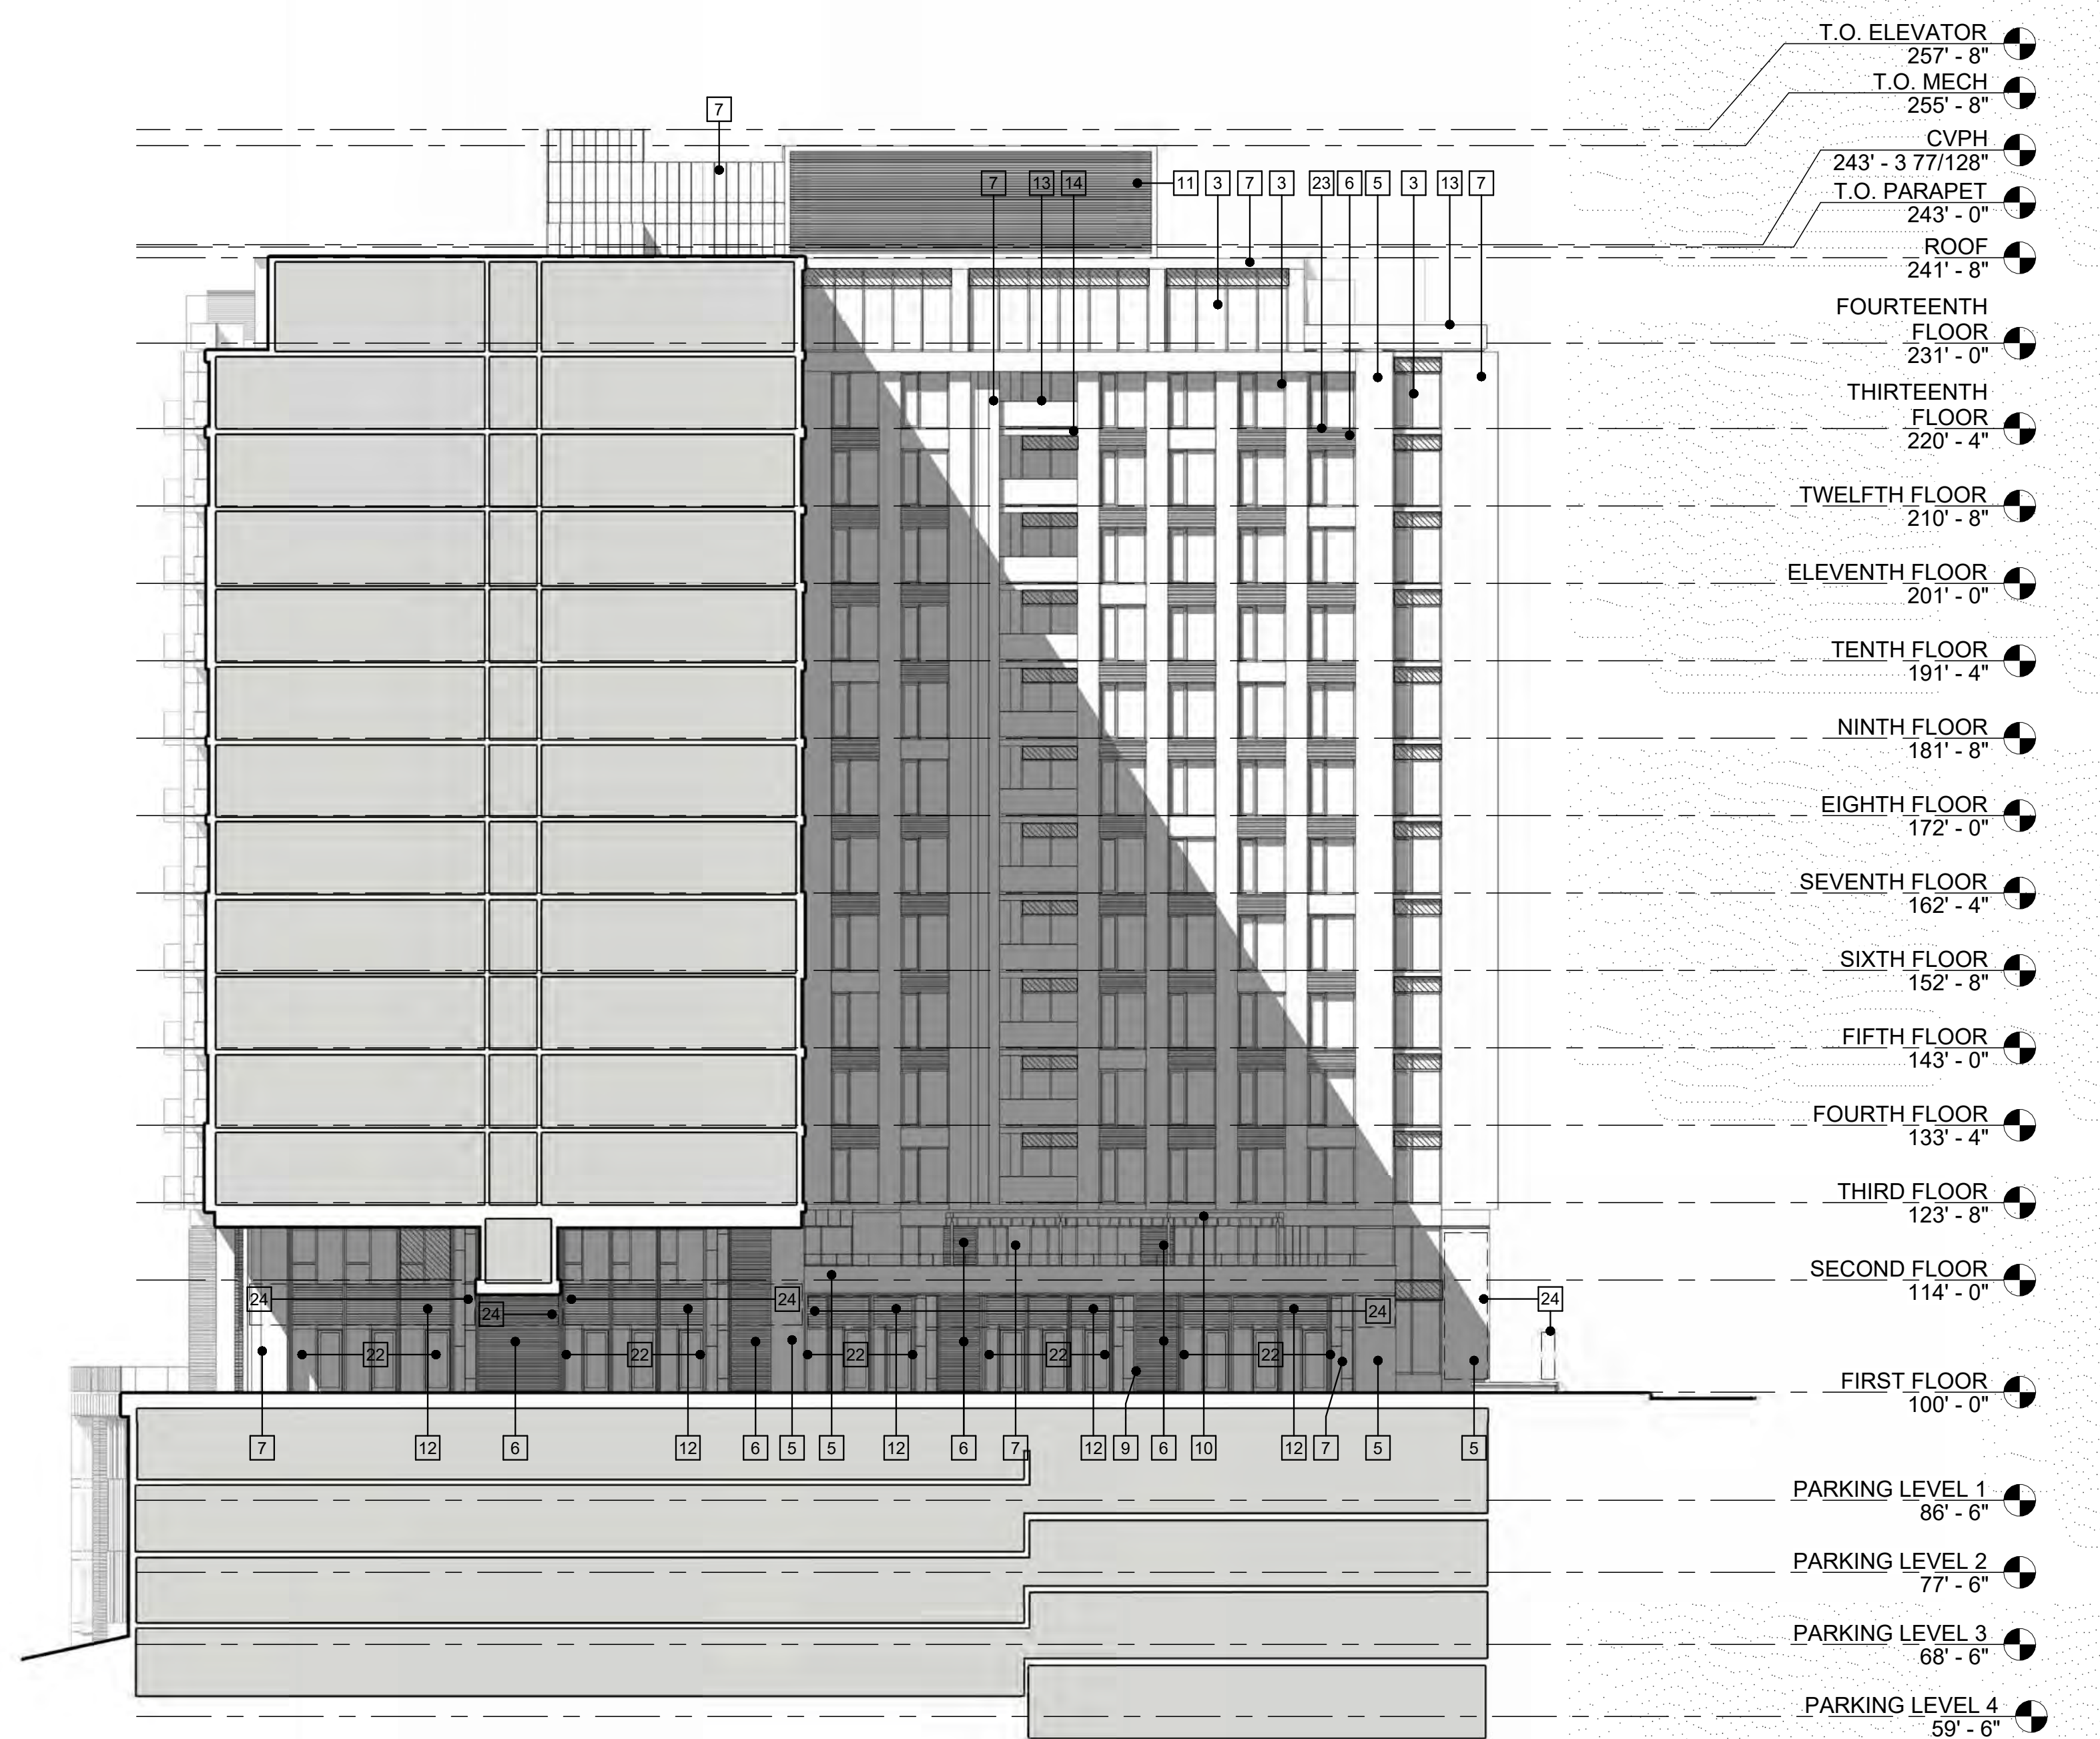 T.O. ELEVATOR
257' - 8"
T.O. MECH
255' - 8"
CVPH
243' - 3 77/128"
T.O. PARAPET
243' - 0"
ROOF
241' - 8"
FOURTEENTH
FLOOR
231' - 0"
THIRTEENTH
FLOOR
220' - 4"
TWELFTH FLOOR
210' - 8"
ELEVENTH FLOOR
201' - 0"
TENTH FLOOR
191' - 4"
NINTH FLOOR
181' - 8"
EIGHTH FLOOR
172' - 0"
SEVENTH FLOOR
162' - 4"
SIXTH FLOOR
152' - 8"
FIFTH FLOOR
143' - 0"
FOURTH FLOOR
133' - 4"
THIRD FLOOR
123' - 8"
SECOND FLOOR
114' - 0"
FIRST FLOOR
100' - 0"
PARKING LEVEL 1
86' - 6"
PARKING LEVEL 2
77' - 6"
PARKING LEVEL 3
68' - 6"
PARKING LEVEL 4
59' - 6"
7
7 13 14 11 3 7 3 23 6 5 3 13 7
24 24 24 24 24
22 22 22 22 22
7 12 6 12 6 5 5 12 6 7 12 9 6 10 12 7 5 5